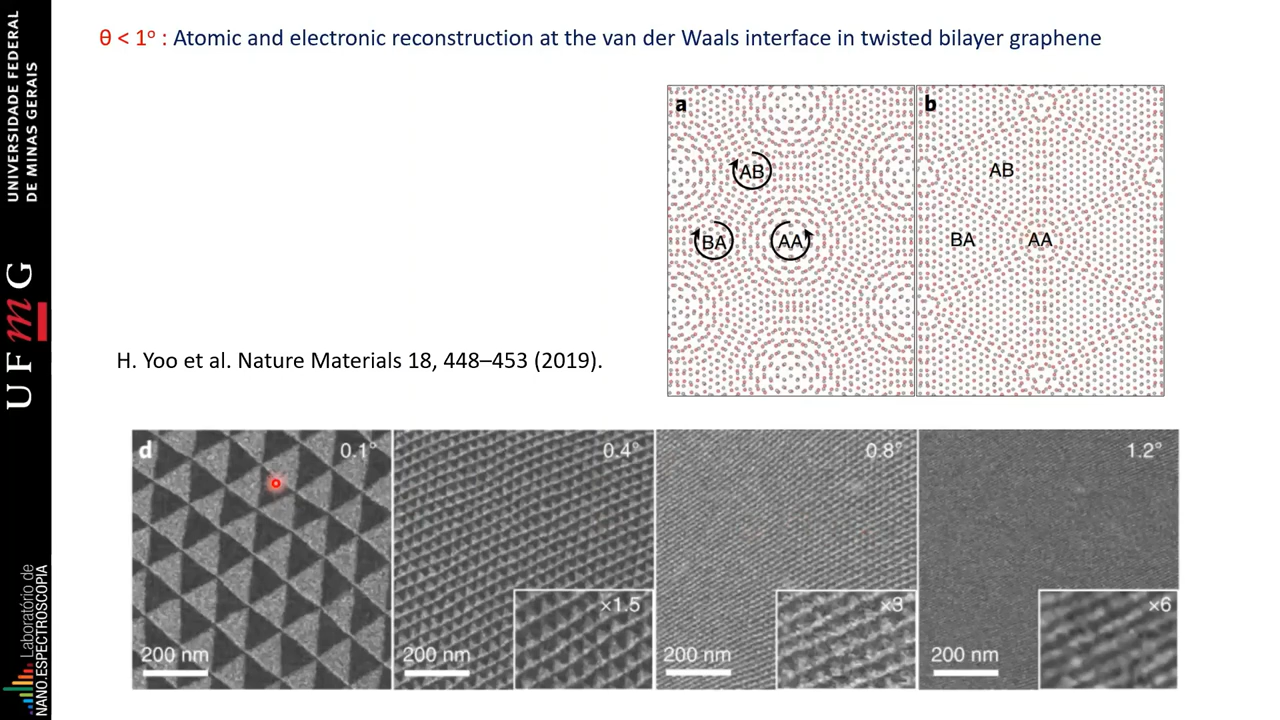 θ < 1º : Atomic and electronic reconstruction at the van der Waals interface in twisted bilayer graphene
UNIVERSIDADE FEDERAL
DE MINAS GERAIS
UFmG
Laboratório de
NANO.ESPECTROSCOPIA
a
AB
BA
AA
b
AB
BA
AA
H. Yoo et al. Nature Materials 18, 448–453 (2019).
d
0.1°
200 nm
0.4°
×1.5
200 nm
0.8°
×3
200 nm
1.2°
×6
200 nm